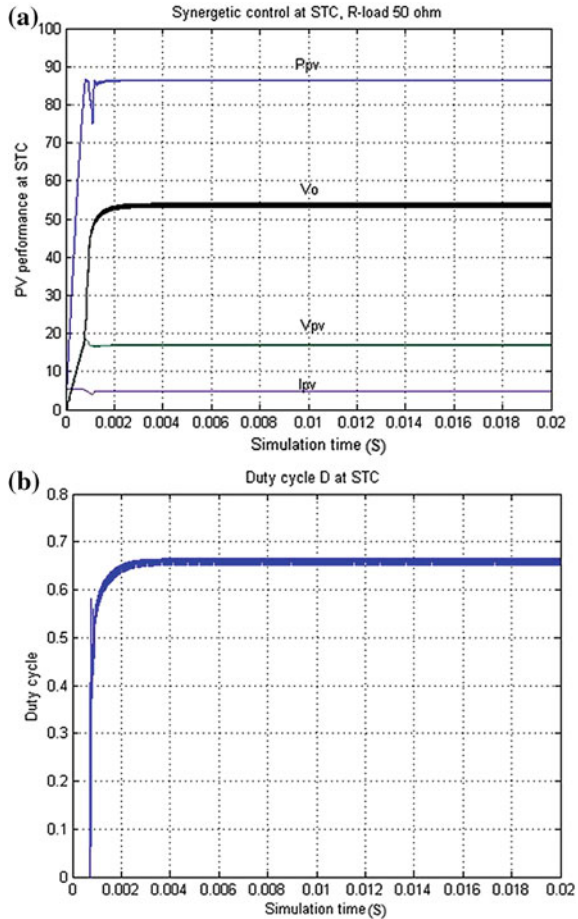 (a)
Synergetic control at STC, R-load 50 ohm
PV performance at STC
100
90
80
70
60
50
40
30
20
10
0
Ppv
Vo
Vpv
Ipv
0 0.002 0.004 0.006 0.008 0.01 0.012 0.014 0.016 0.018 0.02
Simulation time (S)
(b)
Duty cycle D at STC
Duty cycle
0.8
0.7
0.6
0.5
0.4
0.3
0.2
0.1
0
0 0.002 0.004 0.006 0.008 0.01 0.012 0.014 0.016 0.018 0.02
Simulation time (S)